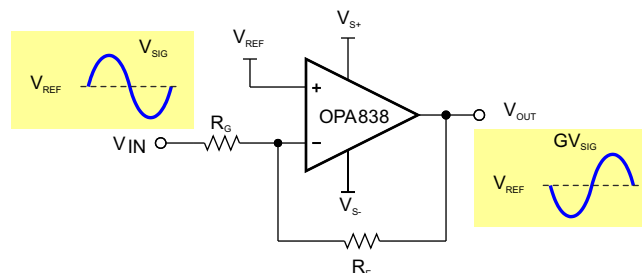 V_SIG
V_REF
V_REF
V_S+
+
OPA838
−
R_G
V_IN
V_OUT
GV_SIG
V_REF
V_S-
R_F